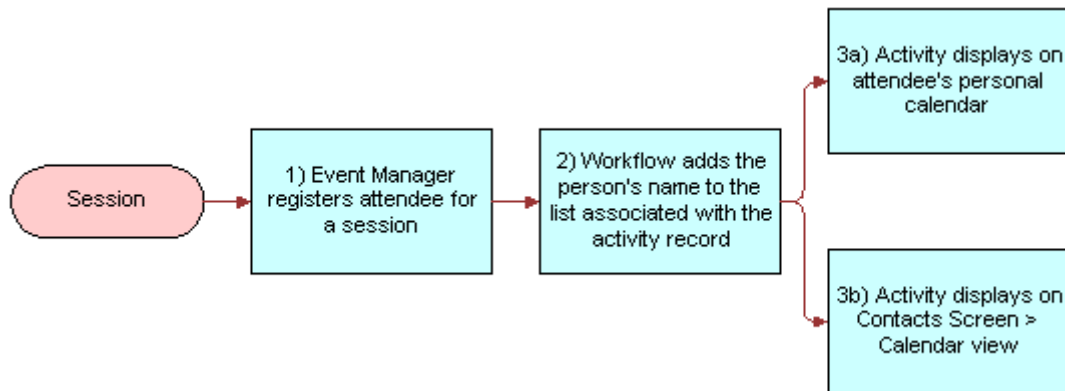 Session
1) Event Manager
registers attendee for
a session
2) Workflow adds the
person's name to the
list associated with the
activity record
3a) Activity displays on
attendee's personal
calendar
3b) Activity displays on
Contacts Screen >
Calendar view